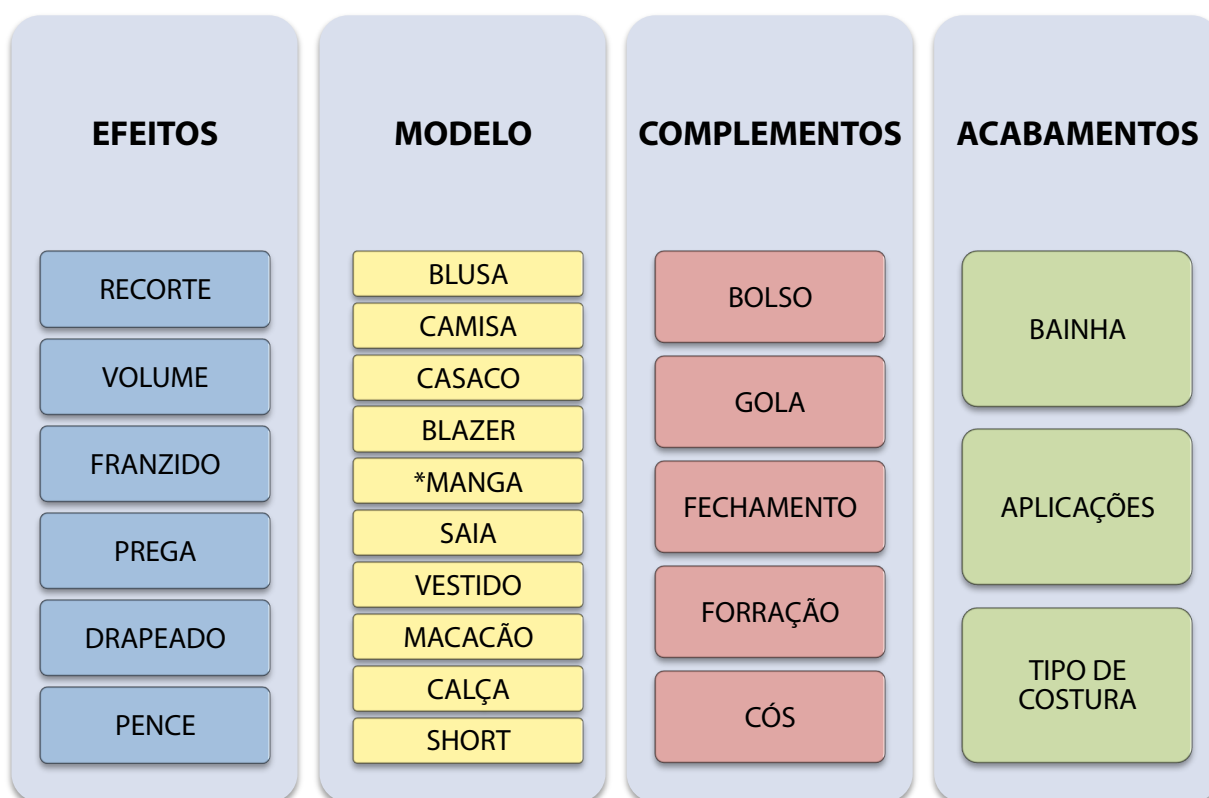 EFEITOS
RECORTE
VOLUME
FRANZIDO
PREGA
DRAPEADO
PENCE
MODELO
BLUSA
CAMISA
CASACO
BLAZER
*MANGA
SAIA
VESTIDO
MACACÃO
CALÇA
SHORT
COMPLEMENTOS
BOLSO
GOLA
FECHAMENTO
FORRAÇÃO
CÓS
ACABAMENTOS
BAINHA
APLICAÇÕES
TIPO DE
COSTURA